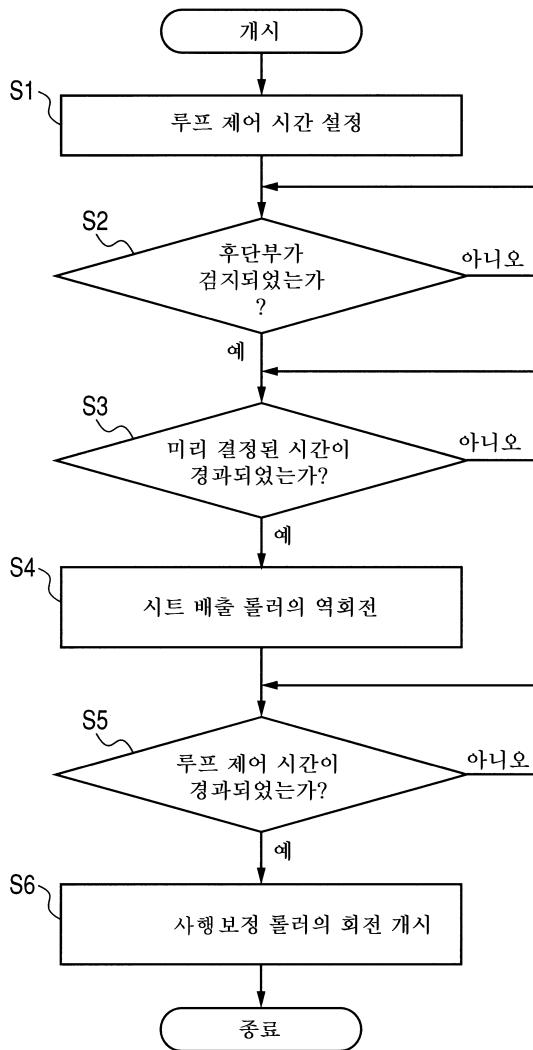 개시
S1
루프 제어 시간 설정
S2
후단부가
검지되었는가
?
아니오
예
S3
미리 결정된 시간이
경과되었는가?
아니오
예
S4
시트 배출 롤러의 역회전
S5
루프 제어 시간이
경과되었는가?
아니오
예
S6
사행보정 롤러의 회전 개시
종료